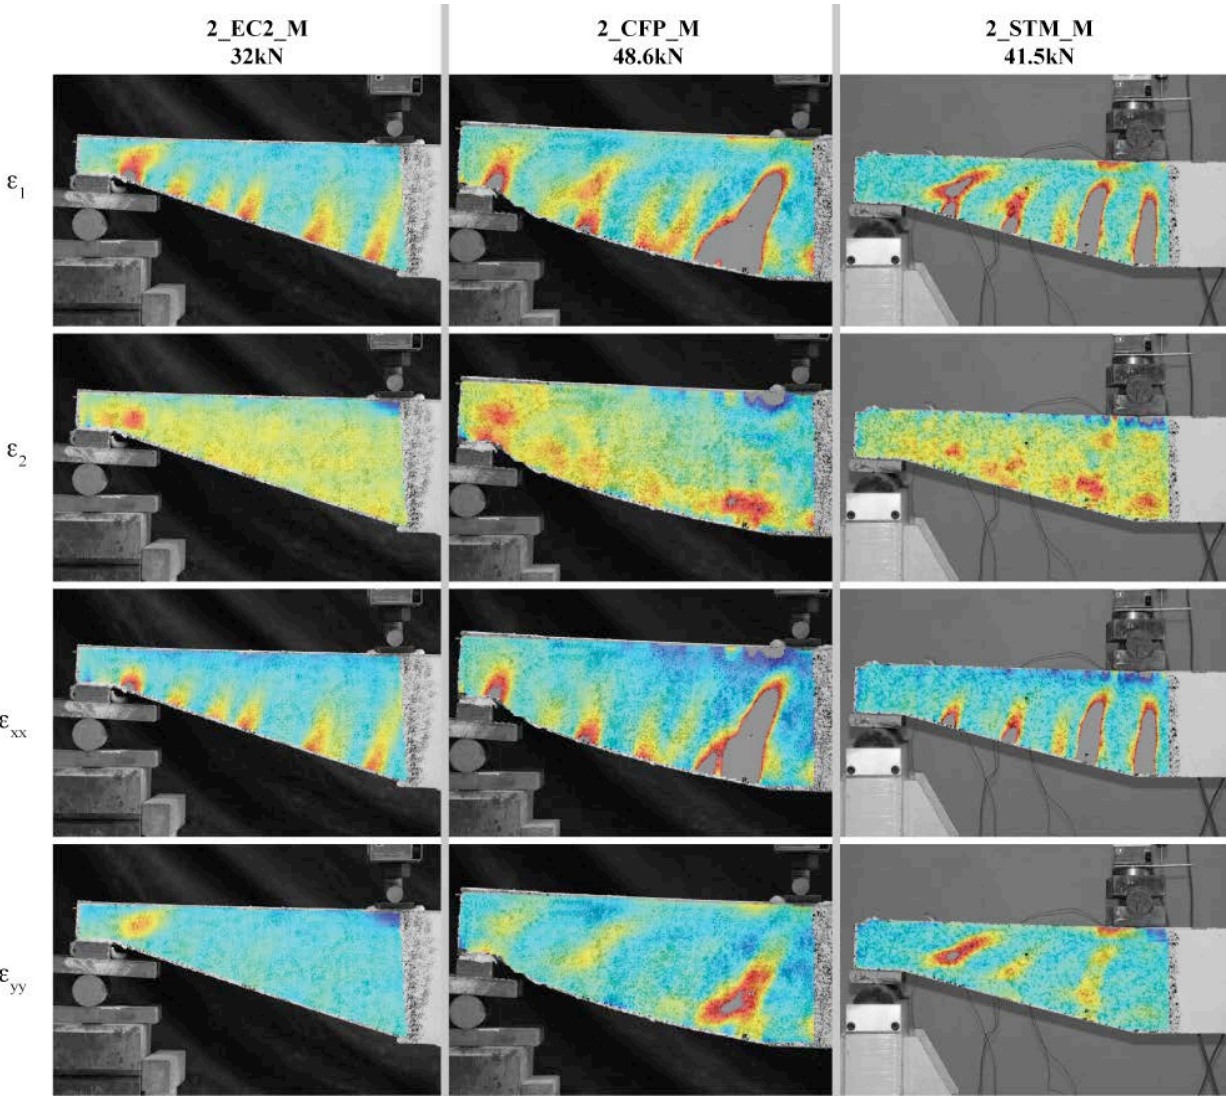 2_EC2_M
32kN
2_CFP_M
48.6kN
2_STM_M
41.5kN
ε1
ε2
εxx
εyy